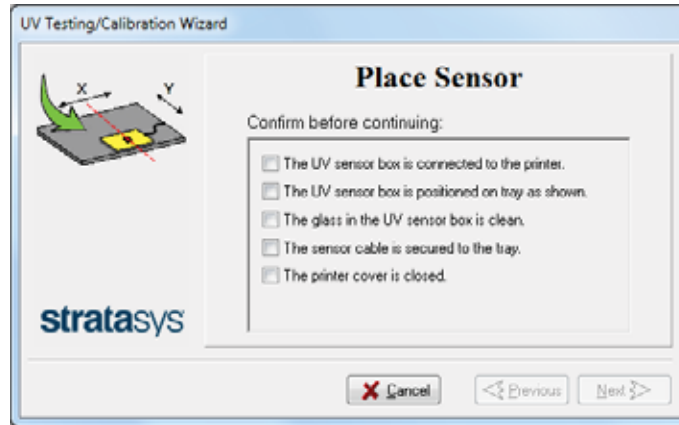 UV Testing/Calibration Wizard
X
Y
Place Sensor
Confirm before continuing:
The UV sensor box is connected to the printer.
The UV sensor box is positioned on tray as shown.
The glass in the UV sensor box is clean.
The sensor cable is secured to the tray.
The printer cover is closed.
stratasys
Cancel
Previous
Next